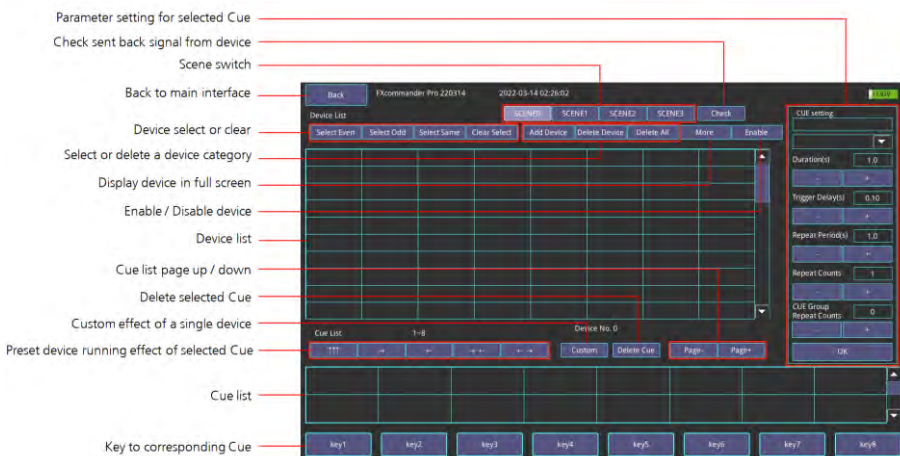 Parameter setting for selected Cue
Check sent back signal from device
Scene switch
Back to main interface
Device select or clear
Select or delete a device category
Display device in full screen
Enable / Disable device
Device list
Cue list page up / down
Delete selected Cue
Custom effect of a single device
Preset device running effect of selected Cue
Cue list
Key to corresponding Cue
Back FXcommander Pro 220314 2022-03-14 02:26:02
Device List SCENE0 SCENE1 SCENE2 SCENE3 Check
Select Even Select Odd Select Same Clear Select Add Device Delete Device Delete All More Enable
CUE setting
Duration(s) 1.0
- +
Trigger Delay(s) 0.10
- +
Repeat Period(s) 1.0
- +
Repeat Counts 1
- +
CUE Group
Repeat Counts 0
- +
OK
Cue List 1~8 Device No. 0
↑↑↑ → ← →← ←→ Custom Delete Cue Page- Page+
key1 key2 key3 key4 key5 key6 key7 key8